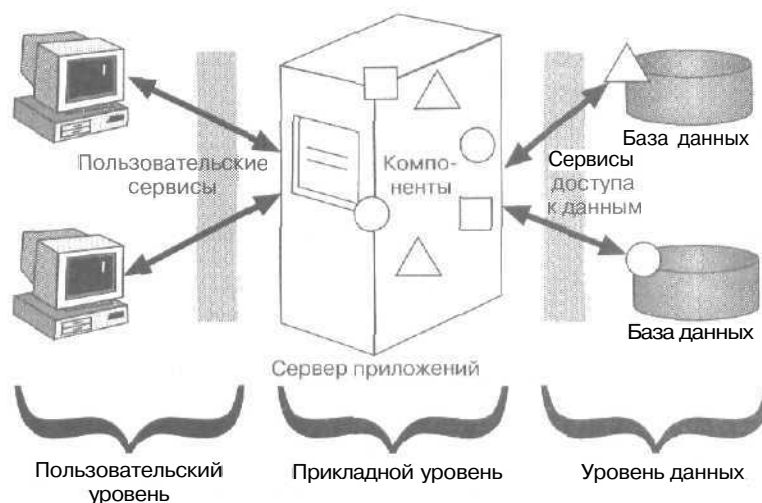 Пользовательские
сервисы
Компо-
ненты
База данных
Сервисы
доступа
к данным
База данных
Сервер приложений
Пользовательский
уровень
Прикладной уровень
Уровень данных